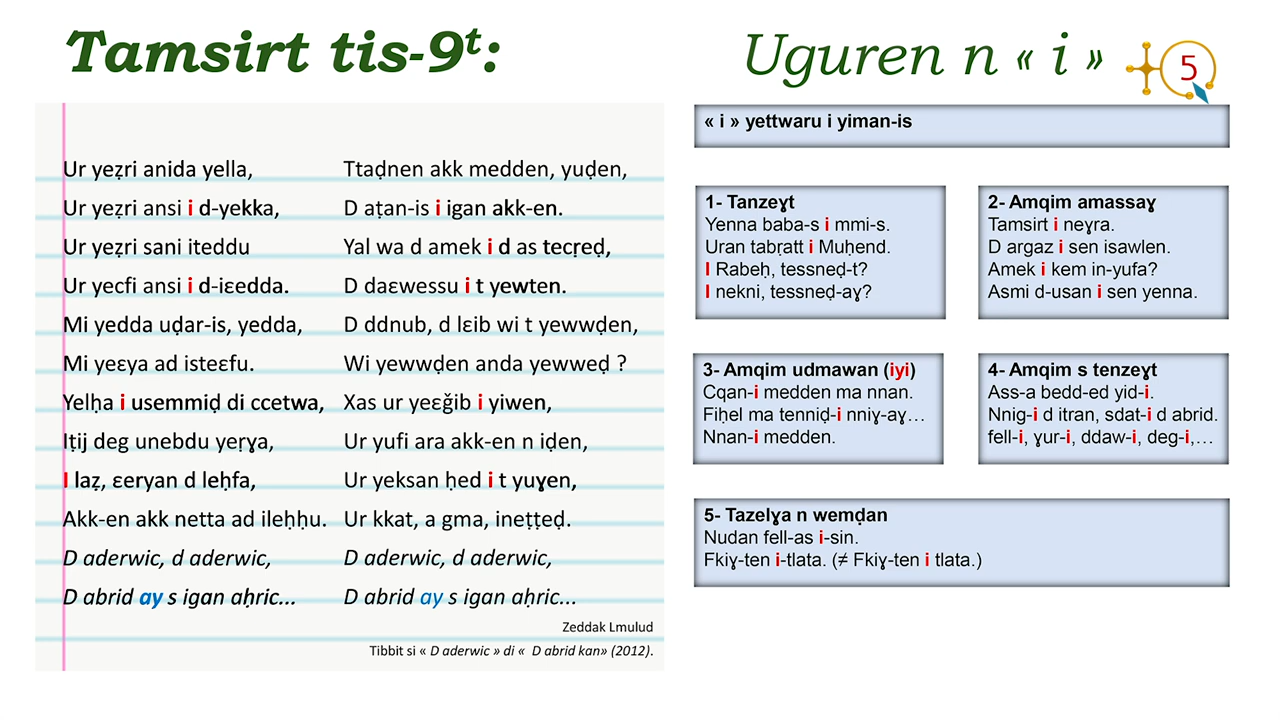 Tamsirt tis-9ᵗ:
Ur yeẓri anida yella,
Ur yeẓri ansi i d-yekka,
Ur yeẓri sani iteddu
Ur yecfi ansi i d-iɛedda.
Mi yedda uḍar-is, yedda,
Mi yeɛya ad isteɛfu.
Yelḥa i usemmiḍ di ccetwa,
Iṭij deg unebdu yerɣa,
I laẓ, ɛeryan d leḥfa,
Akk-en akk netta ad ileḥḥu.
D aderwic, d aderwic,
D abrid ay s igan aḥric...
Ttaḍnen akk medden, yuḍen,
D aṭan-is i igan akk-en.
Yal wa d amek i d as tecṛeḍ,
D daɛwessu i t yewten.
D ddnub, d lɛib wi t yewwḍen,
Wi yewwḍen anda yewweḍ ?
Xas ur yeɛǧib i yiwen,
Ur yufi ara akk-en n iḍen,
Ur yeksan ḥed i t yuɣen,
Ur kkat, a gma, ineṭṭeḍ.
D aderwic, d aderwic,
D abrid ay s igan aḥric...
Zeddak Lmulud
Tibbit si « D aderwic » di « D abrid kan» (2012).
Uguren n « i »
5
« i » yettwaru i yiman-is
1- Tanzeɣt
Yenna baba-s i mmi-s.
Uran tabṛatt i Muḥend.
I Rabeḥ, tessneḍ-t?
I nekni, tessneḍ-aɣ?
2- Amqim amassaɣ
Tamsirt i neɣra.
D argaz i sen isawlen.
Amek i kem in-yufa?
Asmi d-usan i sen yenna.
3- Amqim udmawan (iyi)
Cqan-i medden ma nnan.
Fiḥel ma tenniḍ-i nniɣ-aɣ…
Nnan-i medden.
4- Amqim s tenzeɣt
Ass-a bedd-ed yid-i.
Nnig-i d itran, sdat-i d abrid.
fell-i, ɣur-i, ddaw-i, deg-i,…
5- Tazelɣa n wemḍan
Nudan fell-as i-sin.
Fkiɣ-ten i-tlata. (≠ Fkiɣ-ten i tlata.)